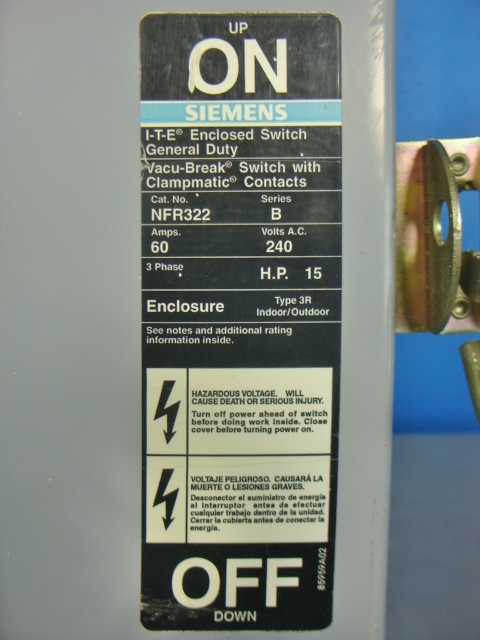 UP
ON
SIEMENS
I-T-E® Enclosed Switch
General Duty
Vacu-Break® Switch with
Clampmatic® Contacts
Cat. No. Series
NFR322 B
Amps. Volts A.C.
60 240
3 Phase H.P. 15
Enclosure Type 3R
Indoor/Outdoor
See notes and additional rating
information inside.
HAZARDOUS VOLTAGE. WILL
CAUSE DEATH OR SERIOUS INJURY.
Turn off power ahead of switch
before doing work inside. Close
cover before turning power on.
VOLTAJE PELIGROSO, CAUSARÁ LA
MUERTE O LESIONES GRAVES.
Desconector el suministro de energía
al interruptor antes de efectuar
cualquier trabajo dentro de la unidad.
Cerrar la cubierta antes de conectar la
energía.
85959A02
OFF
DOWN